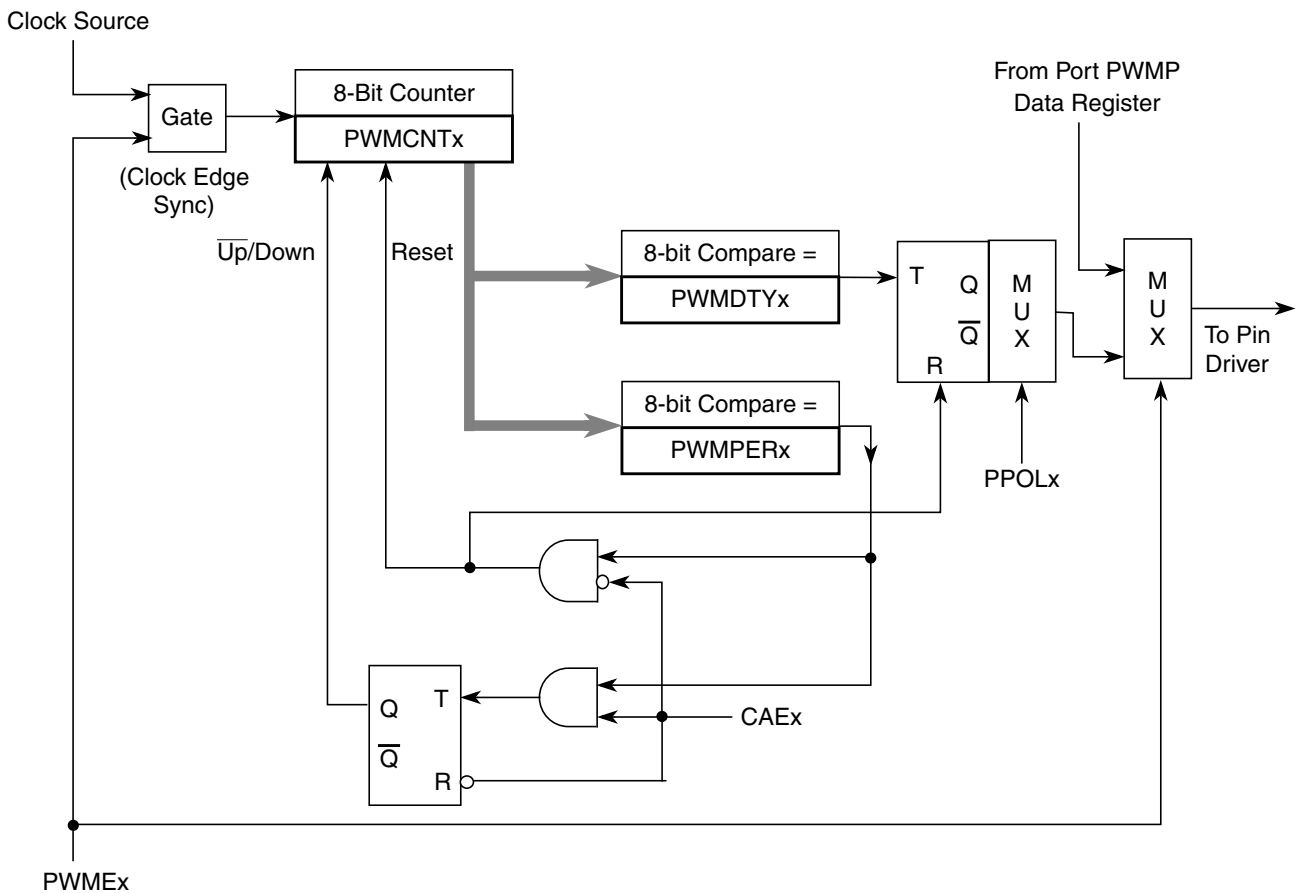 Clock Source
Gate
(Clock Edge
Sync)
8-Bit Counter
PWMCNTx
U̅p̅/Down
Reset
8-bit Compare =
PWMDTYx
8-bit Compare =
PWMPERx
T
Q
Q̅
R
M
U
X
PPOLx
From Port PWMP
Data Register
M
U
X
To Pin
Driver
Q
T
Q̅
R
CAEx
PWMEx